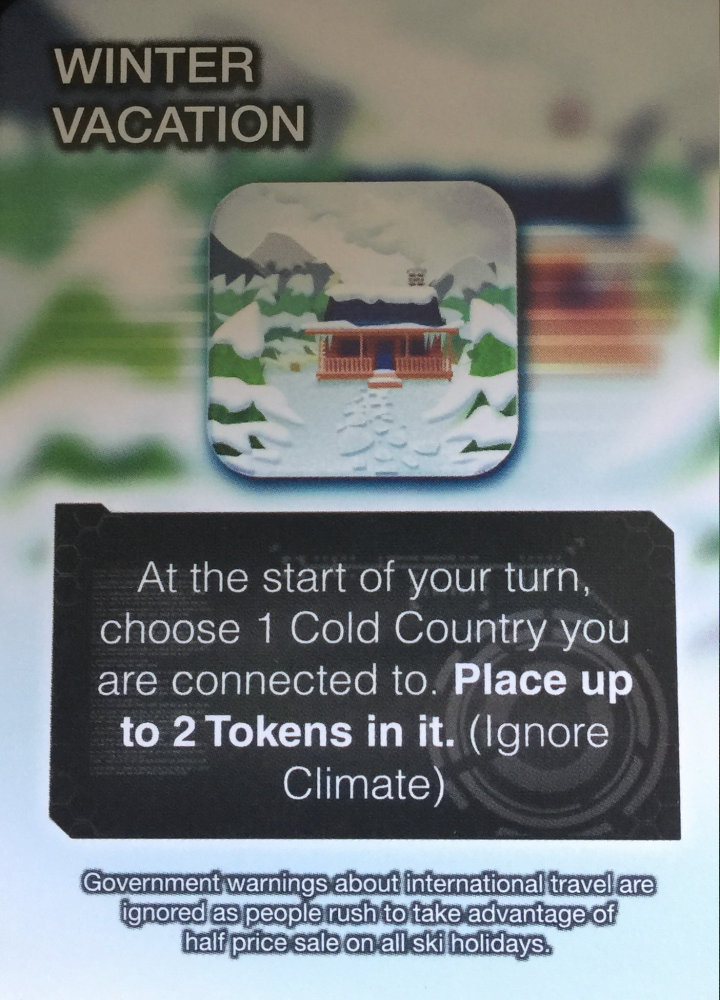 WINTER
VACATION
At the start of your turn,
choose 1 Cold Country you
are connected to. Place up
to 2 Tokens in it. (Ignore
Climate)
Government warnings about international travel are
ignored as people rush to take advantage of
half price sale on all ski holidays.